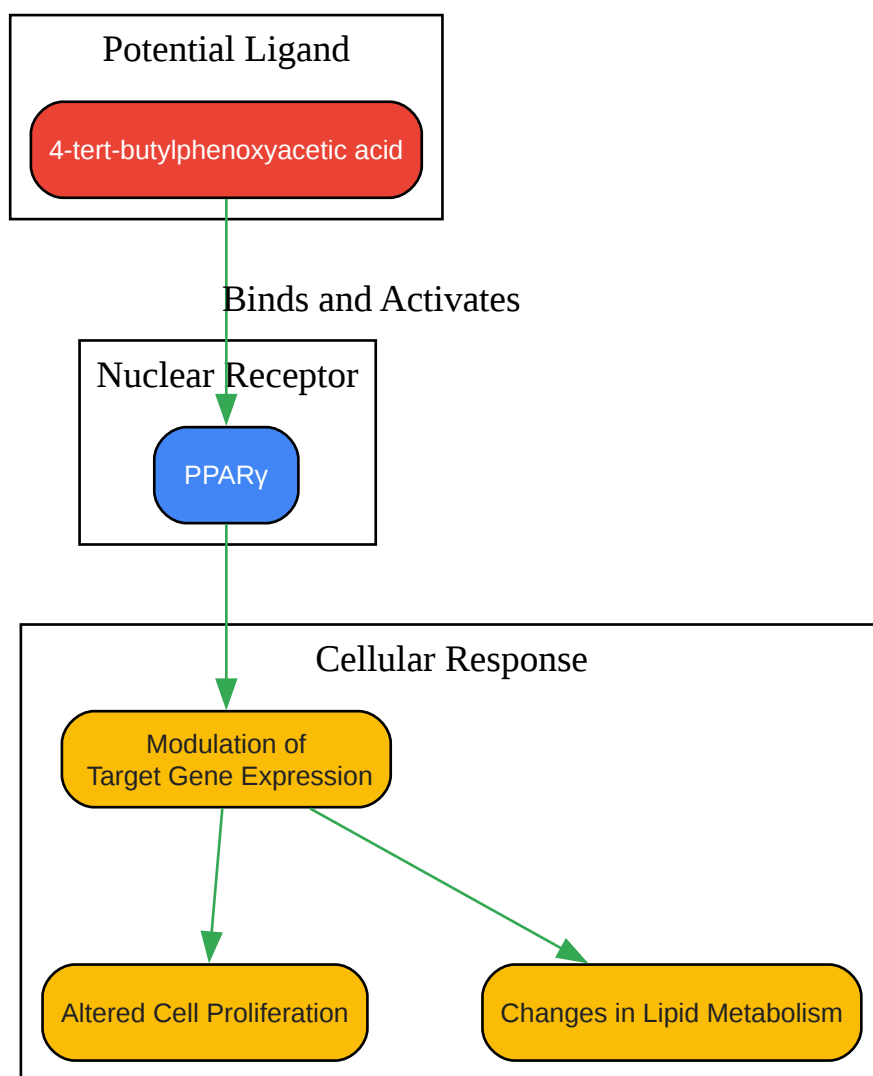 Potential Ligand
4-tert-butylphenoxyacetic acid
Binds and Activates
Nuclear Receptor
PPARγ
Cellular Response
Modulation of
Target Gene Expression
Altered Cell Proliferation
Changes in Lipid Metabolism